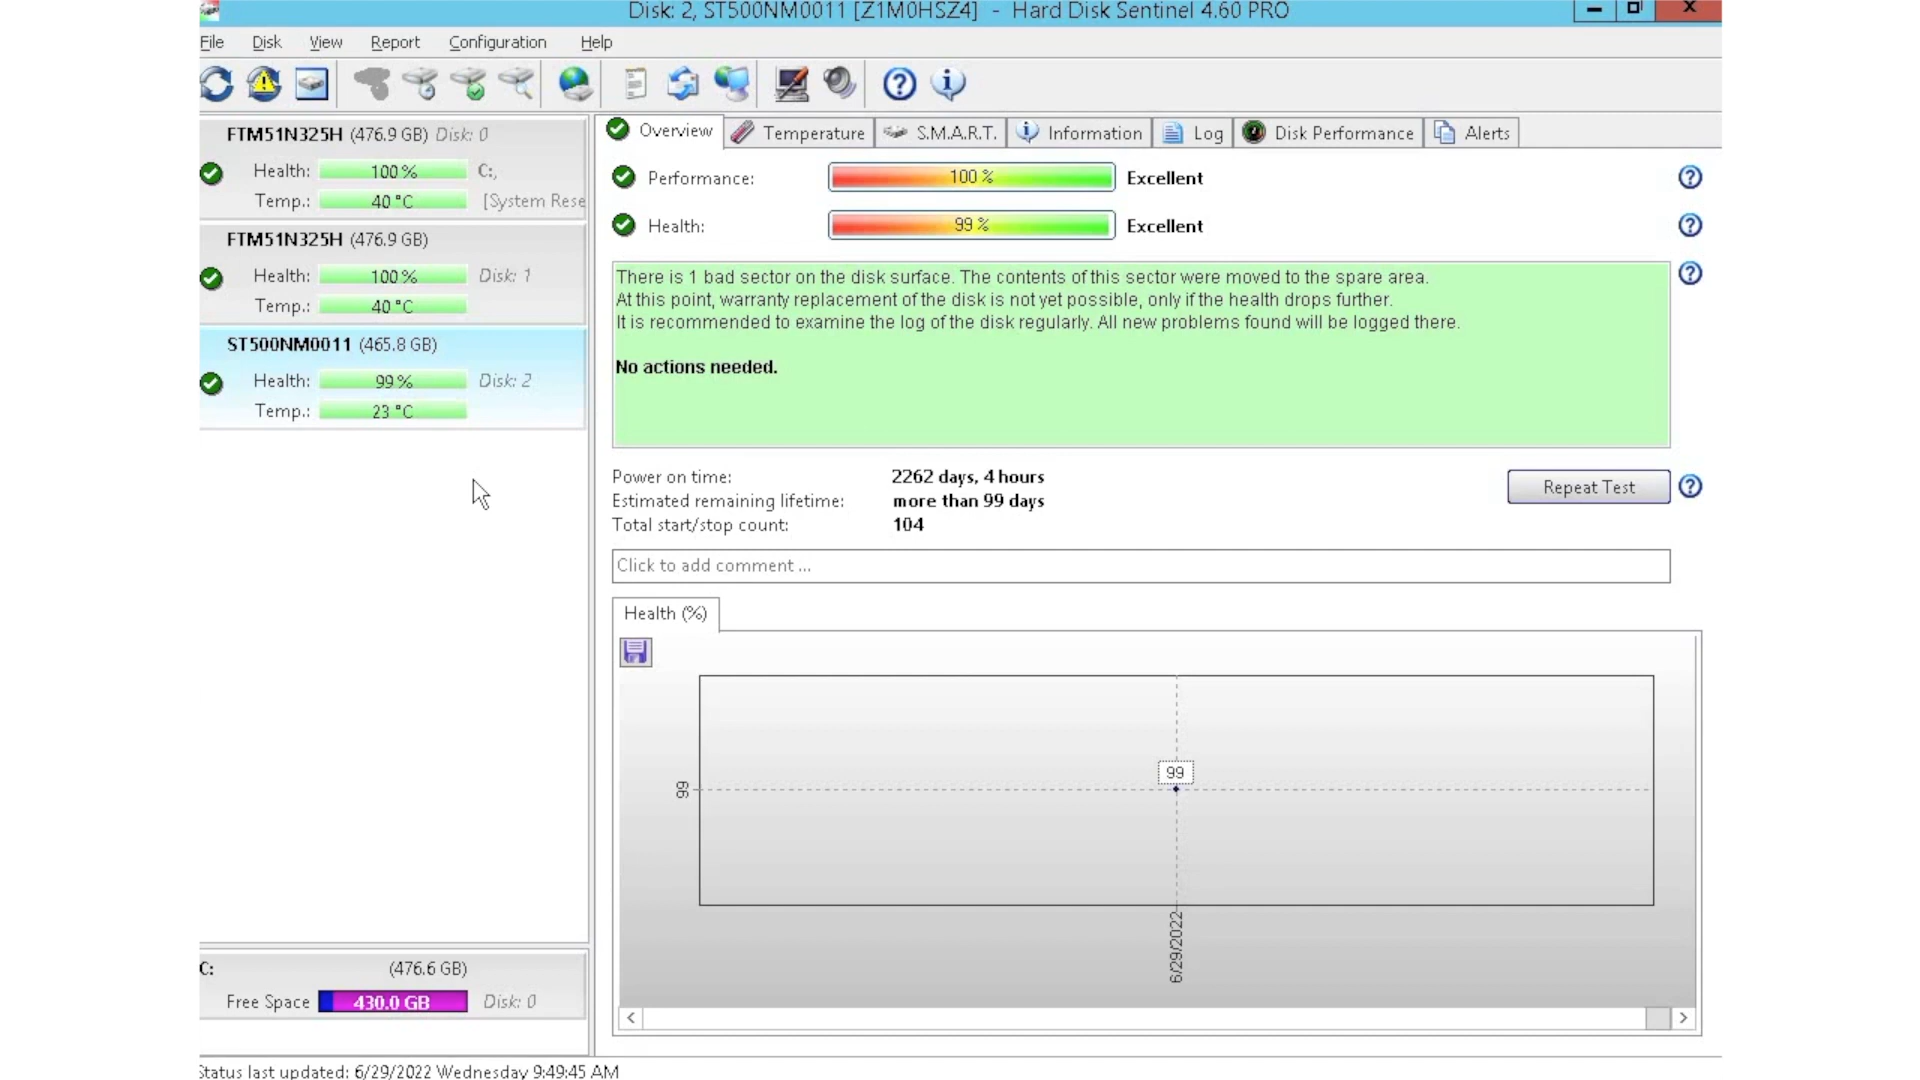 Disk: 2, ST500NM0011 [Z1M0HSZ4] - Hard Disk Sentinel 4.60 PRO
File Disk View Report Configuration Help
FTM51N325H (476.9 GB) Disk: 0
Health: 100 % C:,
Temp.: 40 °C [System Rese
FTM51N325H (476.9 GB)
Health: 100 % Disk: 1
Temp.: 40 °C
ST500NM0011 (465.8 GB)
Health: 99 % Disk: 2
Temp.: 23 °C
C: (476.6 GB)
Free Space 430.0 GB Disk: 0
Overview Temperature S.M.A.R.T. Information Log Disk Performance Alerts
Performance: 100 % Excellent
Health: 99 % Excellent
There is 1 bad sector on the disk surface. The contents of this sector were moved to the spare area.
At this point, warranty replacement of the disk is not yet possible, only if the health drops further.
It is recommended to examine the log of the disk regularly. All new problems found will be logged there.
No actions needed.
Power on time: 2262 days, 4 hours
Estimated remaining lifetime: more than 99 days
Total start/stop count: 104
Repeat Test
Click to add comment ...
Health (%)
99
99
6/29/2022
Status last updated: 6/29/2022 Wednesday 9:49:45 AM